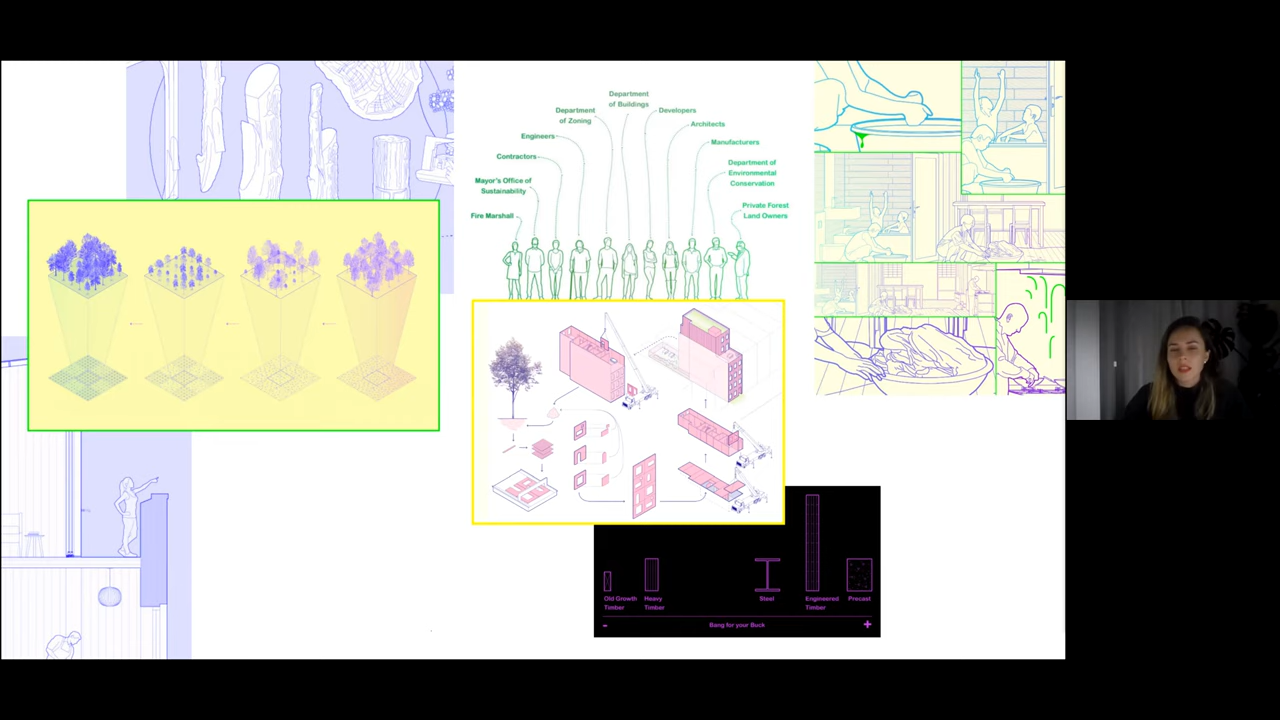 Department
of Buildings
Department
of Zoning
Developers
Architects
Engineers
Manufacturers
Contractors
Department of
Environmental
Conservation
Mayor's Office of
Sustainability
Private Forest
Land Owners
Fire Marshall
Old Growth
Timber
Heavy
Timber
Steel
Engineered
Timber
Precast
- Bang for your Buck +